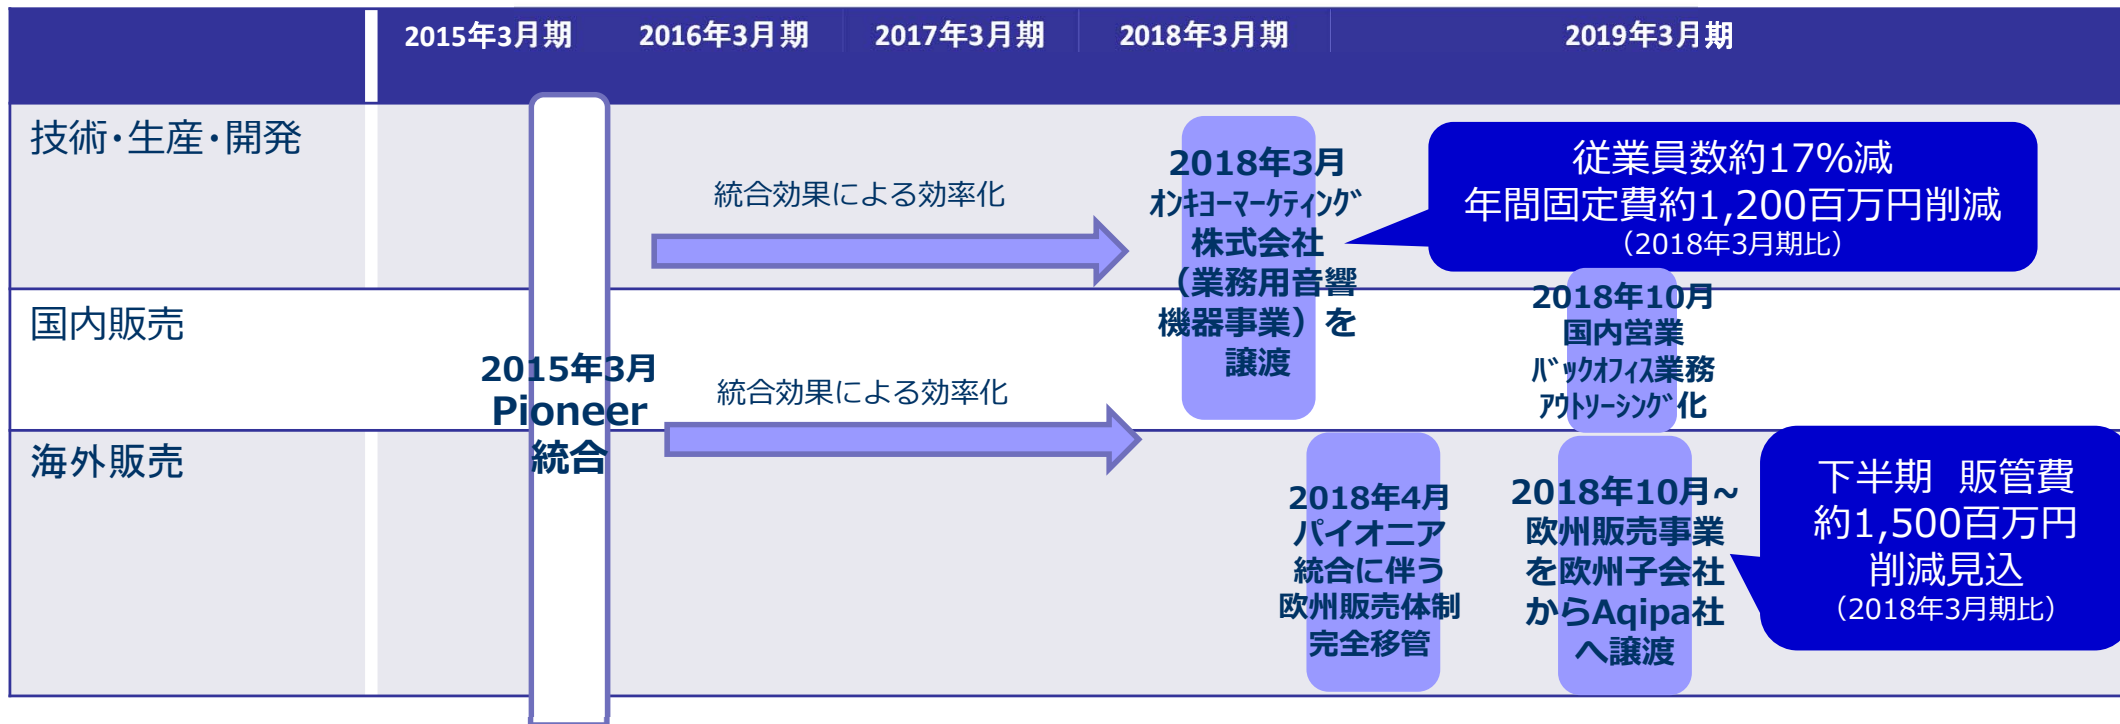 2015年3月期
2016年3月期
2017年3月期
2018年3月期
2019年3月期
技術・生産・開発
統合効果による効率化
2018年3月
ｵﾝｷﾖｰﾏｰｹﾃｨﾝｸﾞ
株式会社
（業務用音響
機器事業）を
譲渡
従業員数約17%減
年間固定費約1,200百万円削減
（2018年3月期比）
国内販売
2015年3月
Pioneer
統合
統合効果による効率化
2018年10月
国内営業
ﾊﾞｯｸｵﾌｨｽ業務
ｱｳﾄｿｰｼﾝｸﾞ化
海外販売
2018年4月
パイオニア
統合に伴う
欧州販売体制
完全移管
2018年10月~
欧州販売事業
を欧州子会社
からAqipa社
へ譲渡
下半期　販管費
約1,500百万円
削減見込
（2018年3月期比）